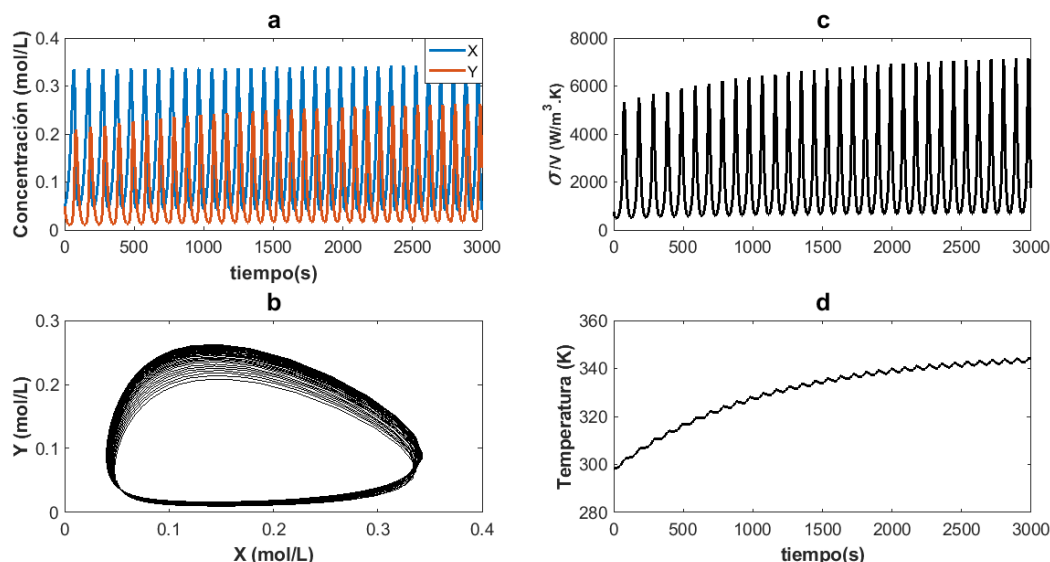 a
Concentración (mol/L)
0.4
0.3
0.2
0.1
0
X
Y
0 500 1000 1500 2000 2500 3000
tiempo(s)
c
σ/V (W/m³.K)
8000
6000
4000
2000
0
0 500 1000 1500 2000 2500 3000
b
Y (mol/L)
0.3
0.2
0.1
0
0 0.1 0.2 0.3 0.4
X (mol/L)
d
Temperatura (K)
360
340
320
300
280
0 500 1000 1500 2000 2500 3000
tiempo(s)